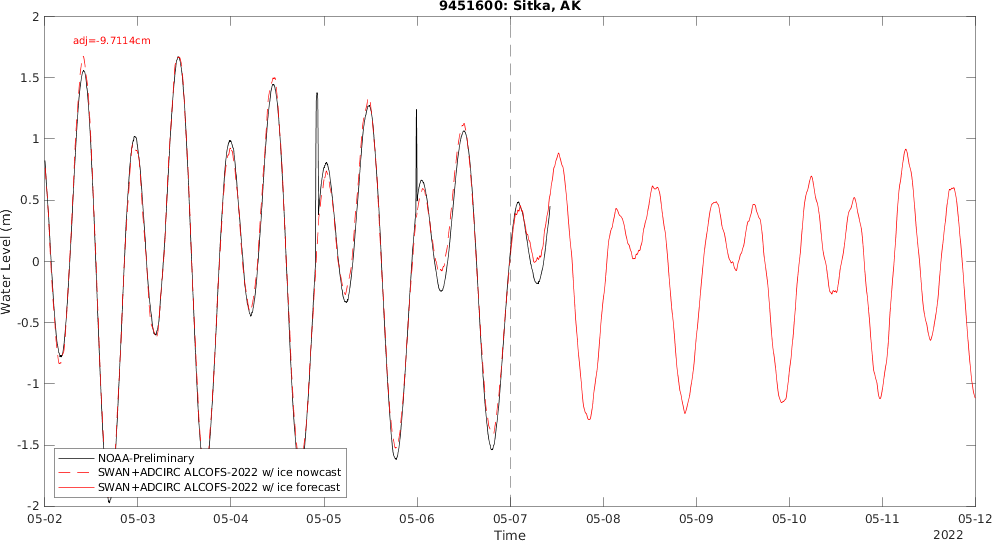 9451600: Sitka, AK
adj=-9.7114cm
Water Level (m)
2
1.5
1
0.5
0
-0.5
-1
-1.5
-2
NOAA-Preliminary
SWAN+ADCIRC ALCOFS-2022 w/ ice nowcast
SWAN+ADCIRC ALCOFS-2022 w/ ice forecast
05-02 05-03 05-04 05-05 05-06 05-07 05-08 05-09 05-10 05-11 05-12
Time
2022